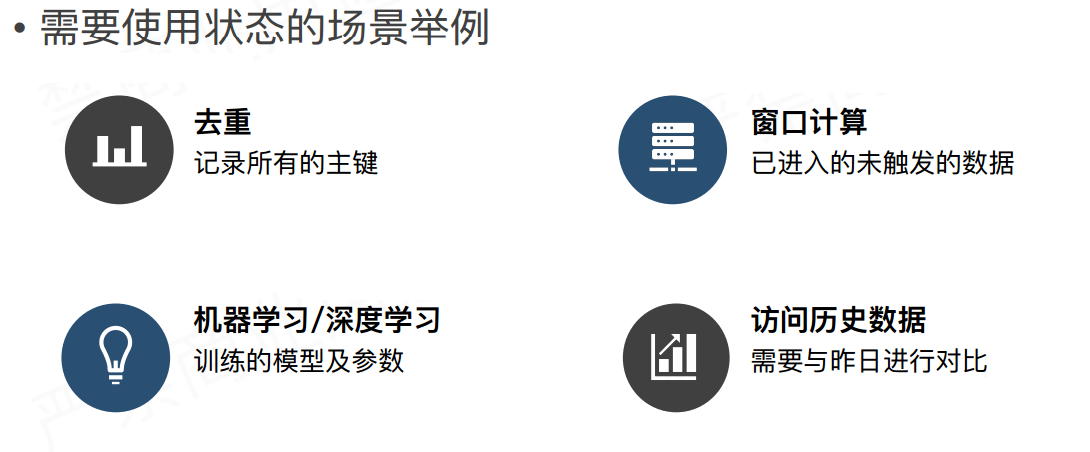 • 需要使用状态的场景举例
去重
记录所有的主键
窗口计算
已进入的未触发的数据
机器学习/深度学习
训练的模型及参数
访问历史数据
需要与昨日进行对比